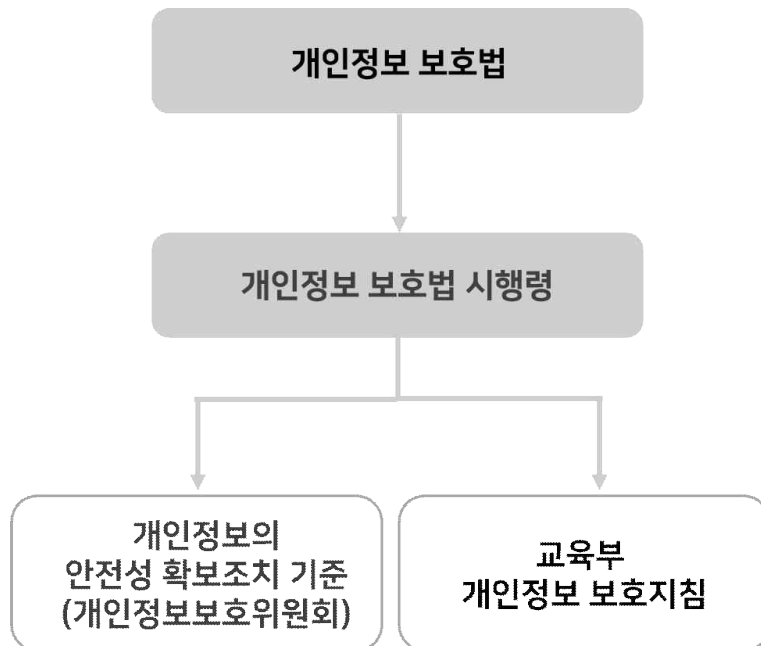 개인정보 보호법
개인정보 보호법 시행령
개인정보의
안전성 확보조치 기준
(개인정보보호위원회)
교육부
개인정보 보호지침